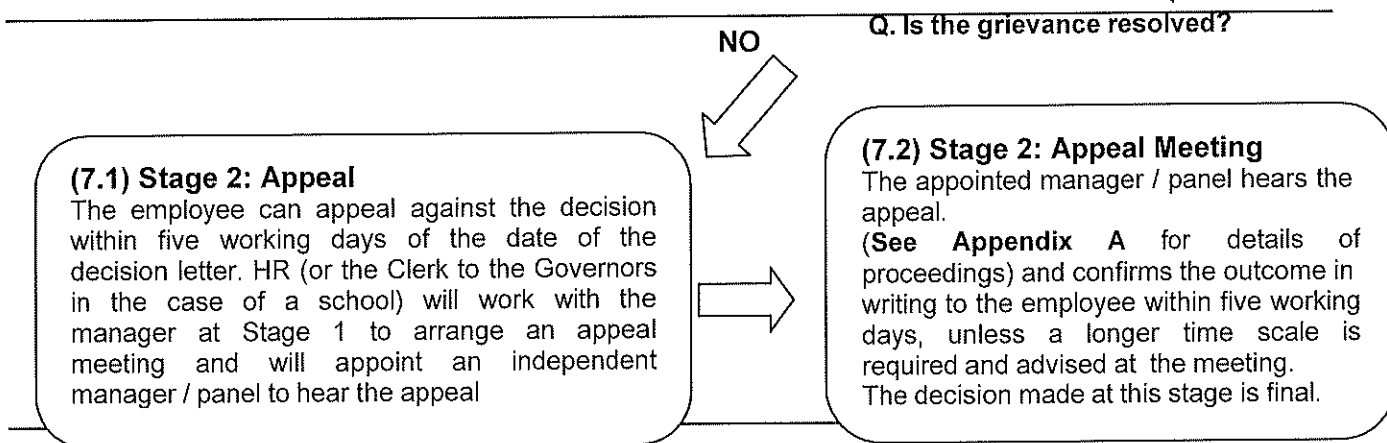 Q. Is the grievance resolved?
NO
(7.1) Stage 2: Appeal
The employee can appeal against the decision
within five working days of the date of the
decision letter. HR (or the Clerk to the Governors
in the case of a school) will work with the
manager at Stage 1 to arrange an appeal
meeting and will appoint an independent
manager / panel to hear the appeal
(7.2) Stage 2: Appeal Meeting
The appointed manager / panel hears the
appeal.
(See Appendix A for details of
proceedings) and confirms the outcome in
writing to the employee within five working
days, unless a longer time scale is
required and advised at the meeting.
The decision made at this stage is final.